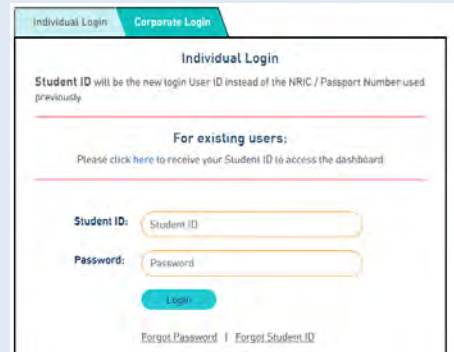 Individual Login
Corporate Login
Individual Login
Student ID will be the new login User ID instead of the NRIC / Passport Number used
previously.
For existing users:
Please click here to receive your Student ID to access the dashboard.
Student ID: Student ID
Password: Password
Login
Forgot Password | Forgot Student ID